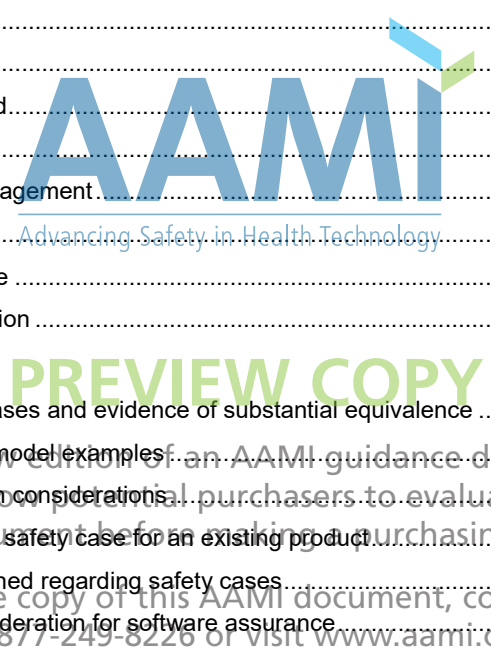 d
AAMI
agement
Advancing Safety in Health Technology
e
ion
PREVIEW COPY
ases and evidence of substantial equivalence ..
model examples
w edition of an AAMI guidance d
n considerations
ow potential purchasers to evalua
safety case for an existing product
ument before making a purchasin
ned regarding safety cases
e copy of this AAMI document, co
deration for software assurance
877-249-8226 or visit www.aami.o